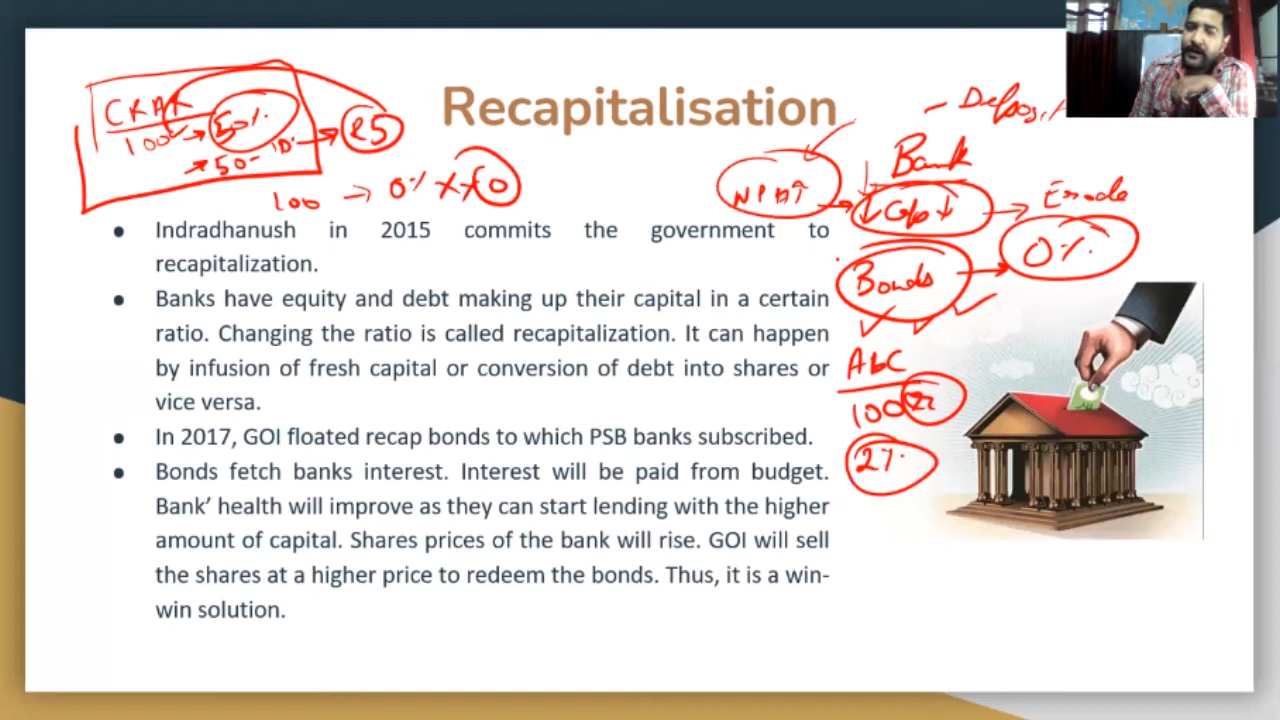 Recapitalisation
CRAR
100 → 50%
→ 50 - 10% → 25
100 → 0%
Bank
NPA↑
↓ ↓
Erode
Bonds → 0%
ABC
100
2%
● Indradhanush in 2015 commits the government to
recapitalization.
● Banks have equity and debt making up their capital in a certain
ratio. Changing the ratio is called recapitalization. It can happen
by infusion of fresh capital or conversion of debt into shares or
vice versa.
● In 2017, GOI floated recap bonds to which PSB banks subscribed.
● Bonds fetch banks interest. Interest will be paid from budget.
Bank’ health will improve as they can start lending with the higher
amount of capital. Shares prices of the bank will rise. GOI will sell
the shares at a higher price to redeem the bonds. Thus, it is a win-
win solution.